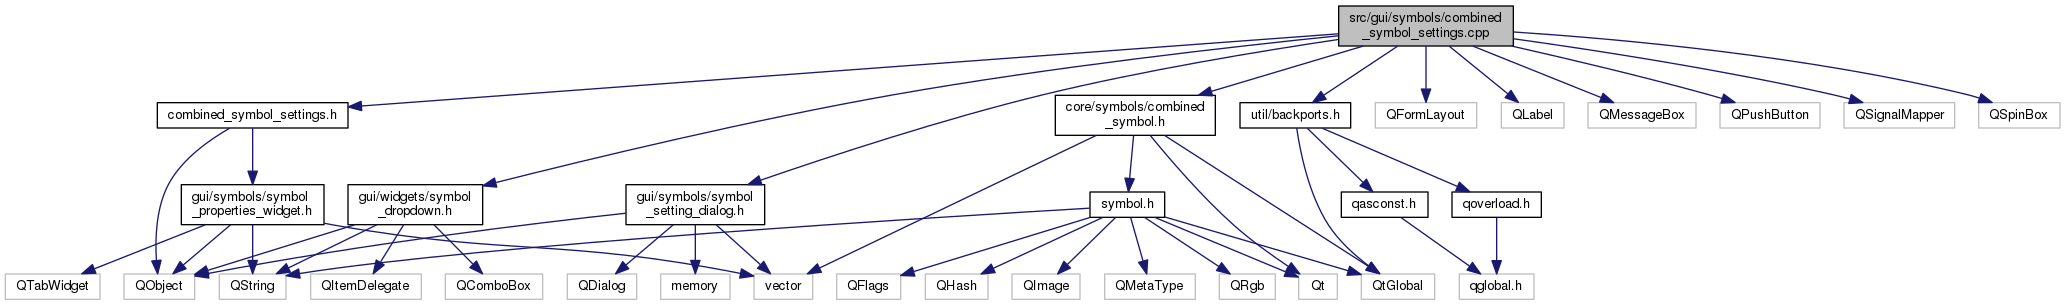 src/gui/symbols/combined
_symbol_settings.cpp
combined_symbol_settings.h
core/symbols/combined
_symbol.h
util/backports.h
QFormLayout
QLabel
QMessageBox
QPushButton
QSignalMapper
QSpinBox
gui/symbols/symbol
_properties_widget.h
gui/widgets/symbol
_dropdown.h
gui/symbols/symbol
_setting_dialog.h
symbol.h
qasconst.h
qoverload.h
QTabWidget
QObject
QString
QItemDelegate
QComboBox
QDialog
memory
vector
QFlags
QHash
QImage
QMetaType
QRgb
Qt
QtGlobal
qglobal.h